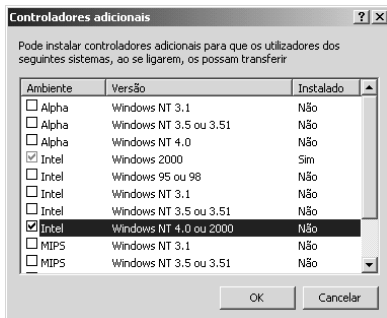 Controladores adicionais
Pode instalar controladores adicionais para que os utilizadores dos
seguintes sistemas, ao se ligarem, os possam transferir
Ambiente Versão Instalado
Alpha Windows NT 3.1 Não
Alpha Windows NT 3.5 ou 3.51 Não
Alpha Windows NT 4.0 Não
Intel Windows 2000 Sim
Intel Windows 95 ou 98 Não
Intel Windows NT 3.1 Não
Intel Windows NT 3.5 ou 3.51 Não
Intel Windows NT 4.0 ou 2000 Não
MIPS Windows NT 3.1 Não
MIPS Windows NT 3.5 ou 3.51 Não
OK Cancelar